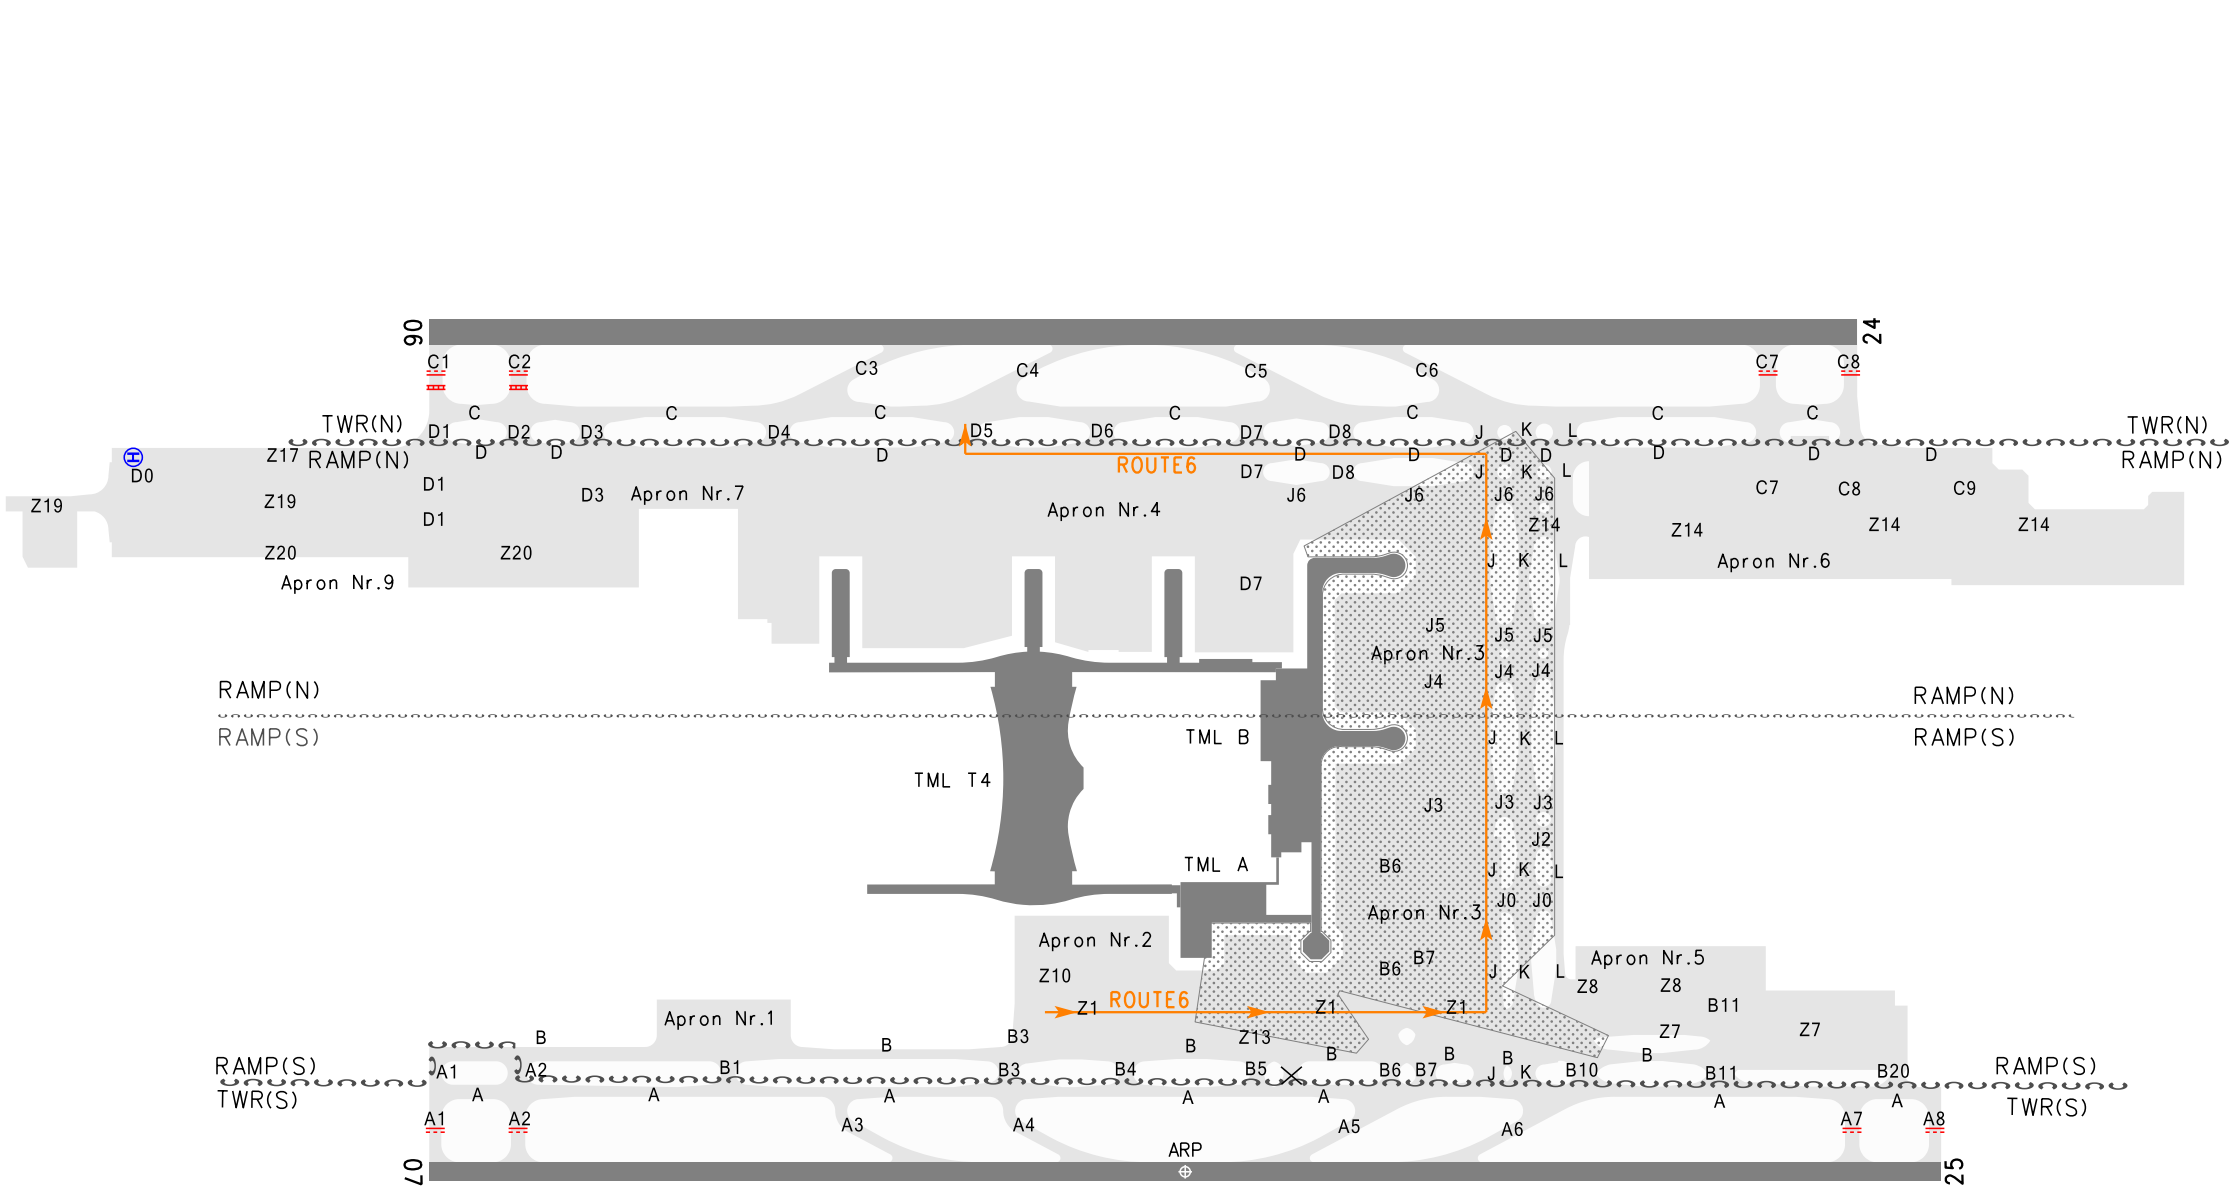 06
24
C1
C2
C3
C4
C5
C6
C7
C8
C
C
C
C
C
C
C
TWR(N)
D1
D2
D3
D4
D5
D6
D7
D8
J
K
L
TWR(N)
Z17
RAMP(N)
D
D
D
D
D
D
D
D
D
D
RAMP(N)
ROUTE6
D0
D1
D7
D8
J
K
L
Z19
Z19
D3
Apron Nr.7
Apron Nr.4
J6
J6
J6
J6
C7
C8
C9
D1
Z14
Z14
Z14
Z14
Z20
Z20
J
K
L
Apron Nr.6
Apron Nr.9
D7
J5
J5
J5
Apron Nr.3
J4
J4
J4
RAMP(N)
RAMP(N)
RAMP(S)
TML B
J
K
L
RAMP(S)
TML T4
J3
J3
J3
J2
TML A
B6
J
K
L
J0
J0
Apron Nr.3
Apron Nr.2
B7
Apron Nr.5
Z10
B6
J
K
L
Z8
Z8
ROUTE6
Z1
Z1
Z1
B11
Apron Nr.1
Z7
Z7
B
B
B3
B
Z13
B
B
B
B
RAMP(S)
A1
A2
B1
B3
B4
B5
B6
B7
J
K
B10
B11
B20
RAMP(S)
TWR(S)
A
A
A
A
A
A
A
TWR(S)
A1
A2
A3
A4
A5
A6
A7
A8
ARP
07
25